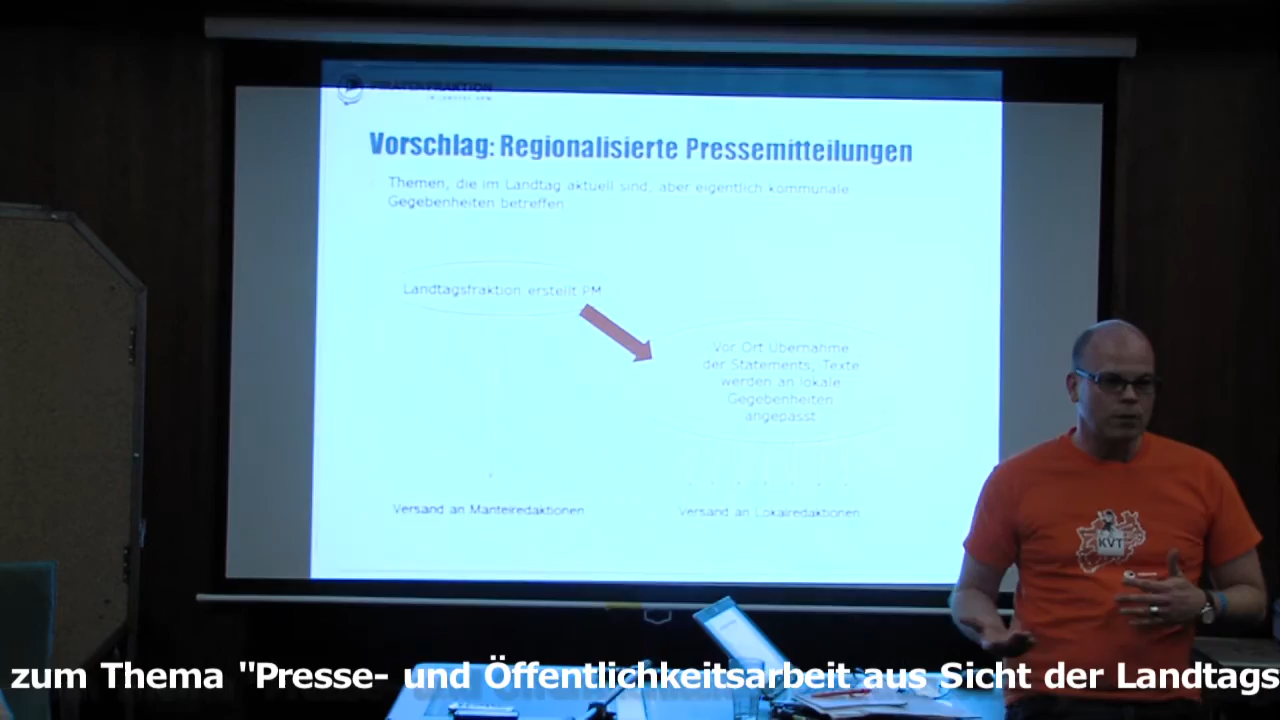 PIRATENFRAKTION
Vorschlag: Regionalisierte Pressemitteilungen
Themen, die im Landtag aktuell sind, aber eigentlich kommunale
Gegebenheiten betreffen
Landtagsfraktion erstellt PM
Vor Ort Übernahme
der Statements, Texte
werden an lokale
Gegebenheiten
angepasst
Versand an Mantelredaktionen
Versand an Lokalredaktionen
KVT
zum Thema "Presse- und Öffentlichkeitsarbeit aus Sicht der Landtags